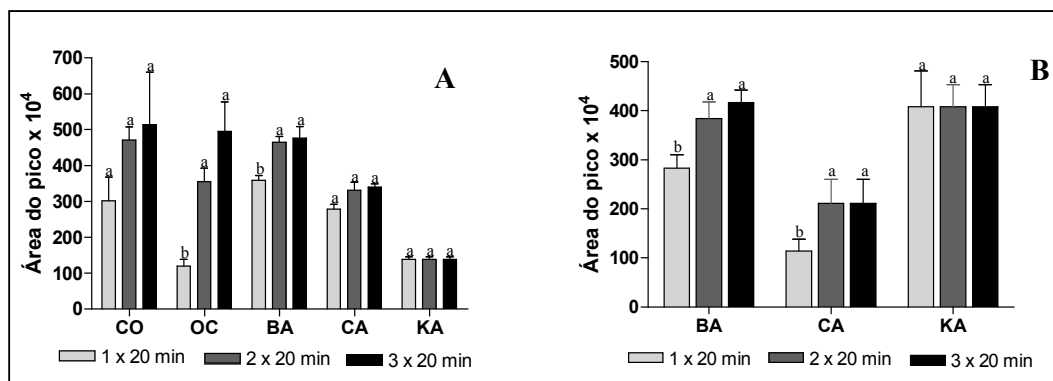 A
Área do pico x 10⁴
700
600
500
400
300
200
100
0
a a a
b a a
b a a
a a a
a a a
CO OC BA CA KA
1 x 20 min 2 x 20 min 3 x 20 min
B
Área do pico x 10⁴
500
400
300
200
100
0
b a a
b a a
a a a
BA CA KA
1 x 20 min 2 x 20 min 3 x 20 min